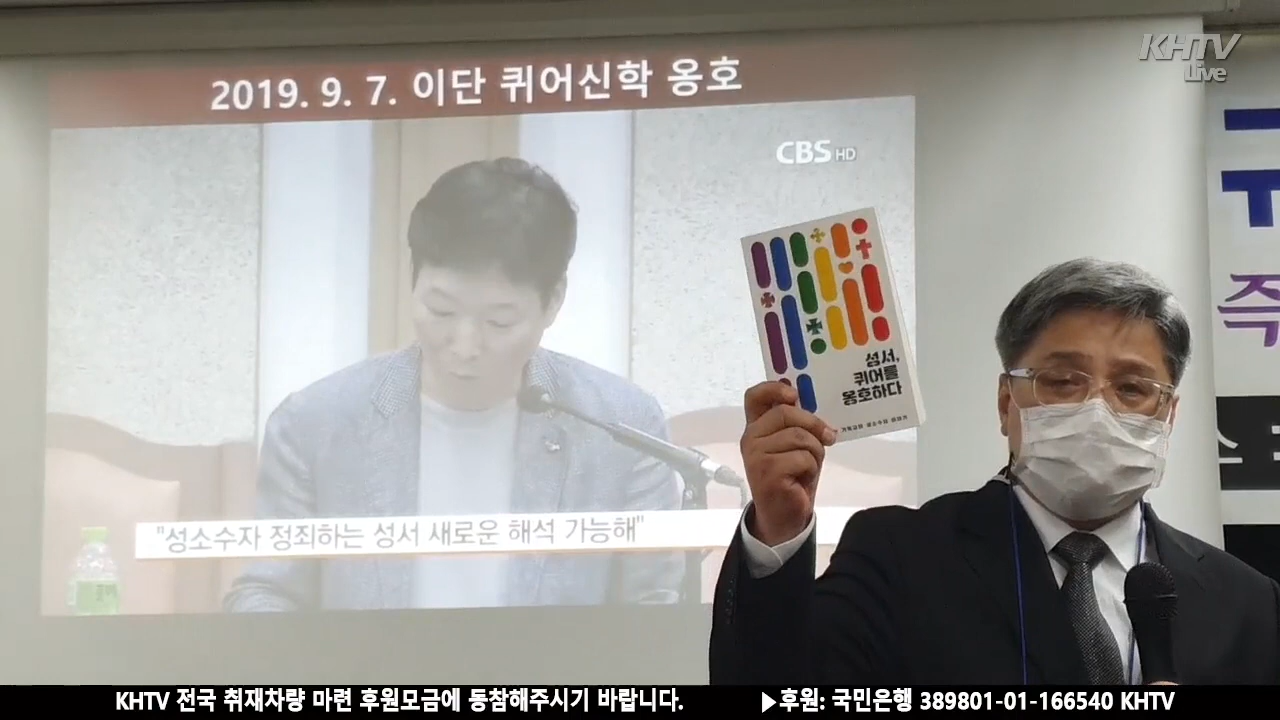 KHTV
Live
2019. 9. 7. 이단 퀴어신학 옹호
CBS HD
성서,
퀴어를
옹호하다
"성소수자 정죄하는 성서 새로운 해석 가능해"
즉
KHTV 전국 취재차량 마련 후원모금에 동참해주시기 바랍니다.
▶후원: 국민은행 389801-01-166540 KHTV